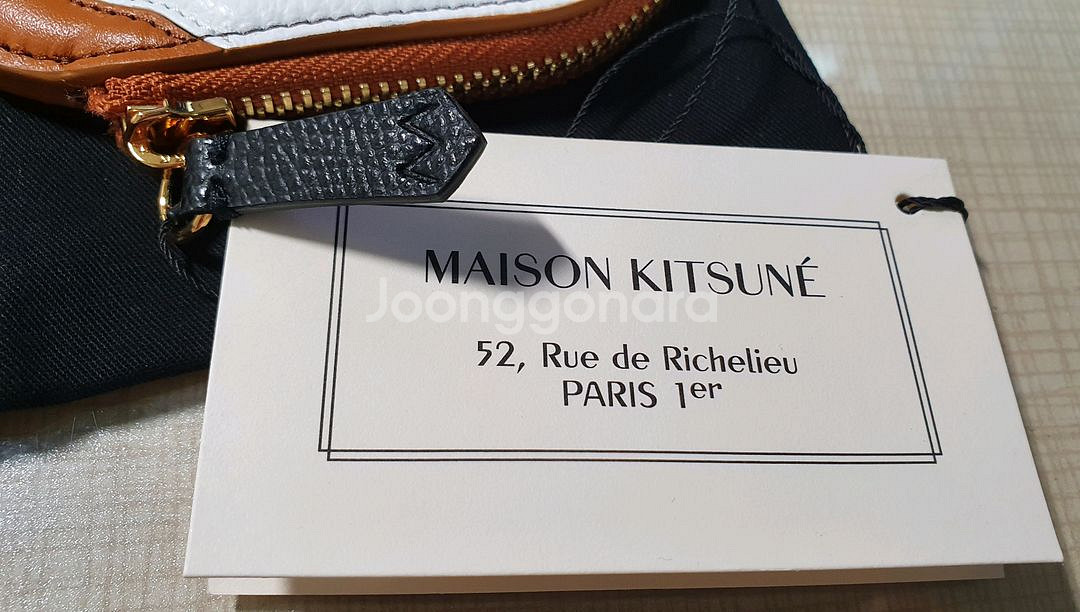 MAISON KITSUNÉ
Joonggonara
52, Rue de Richelieu
PARIS 1er